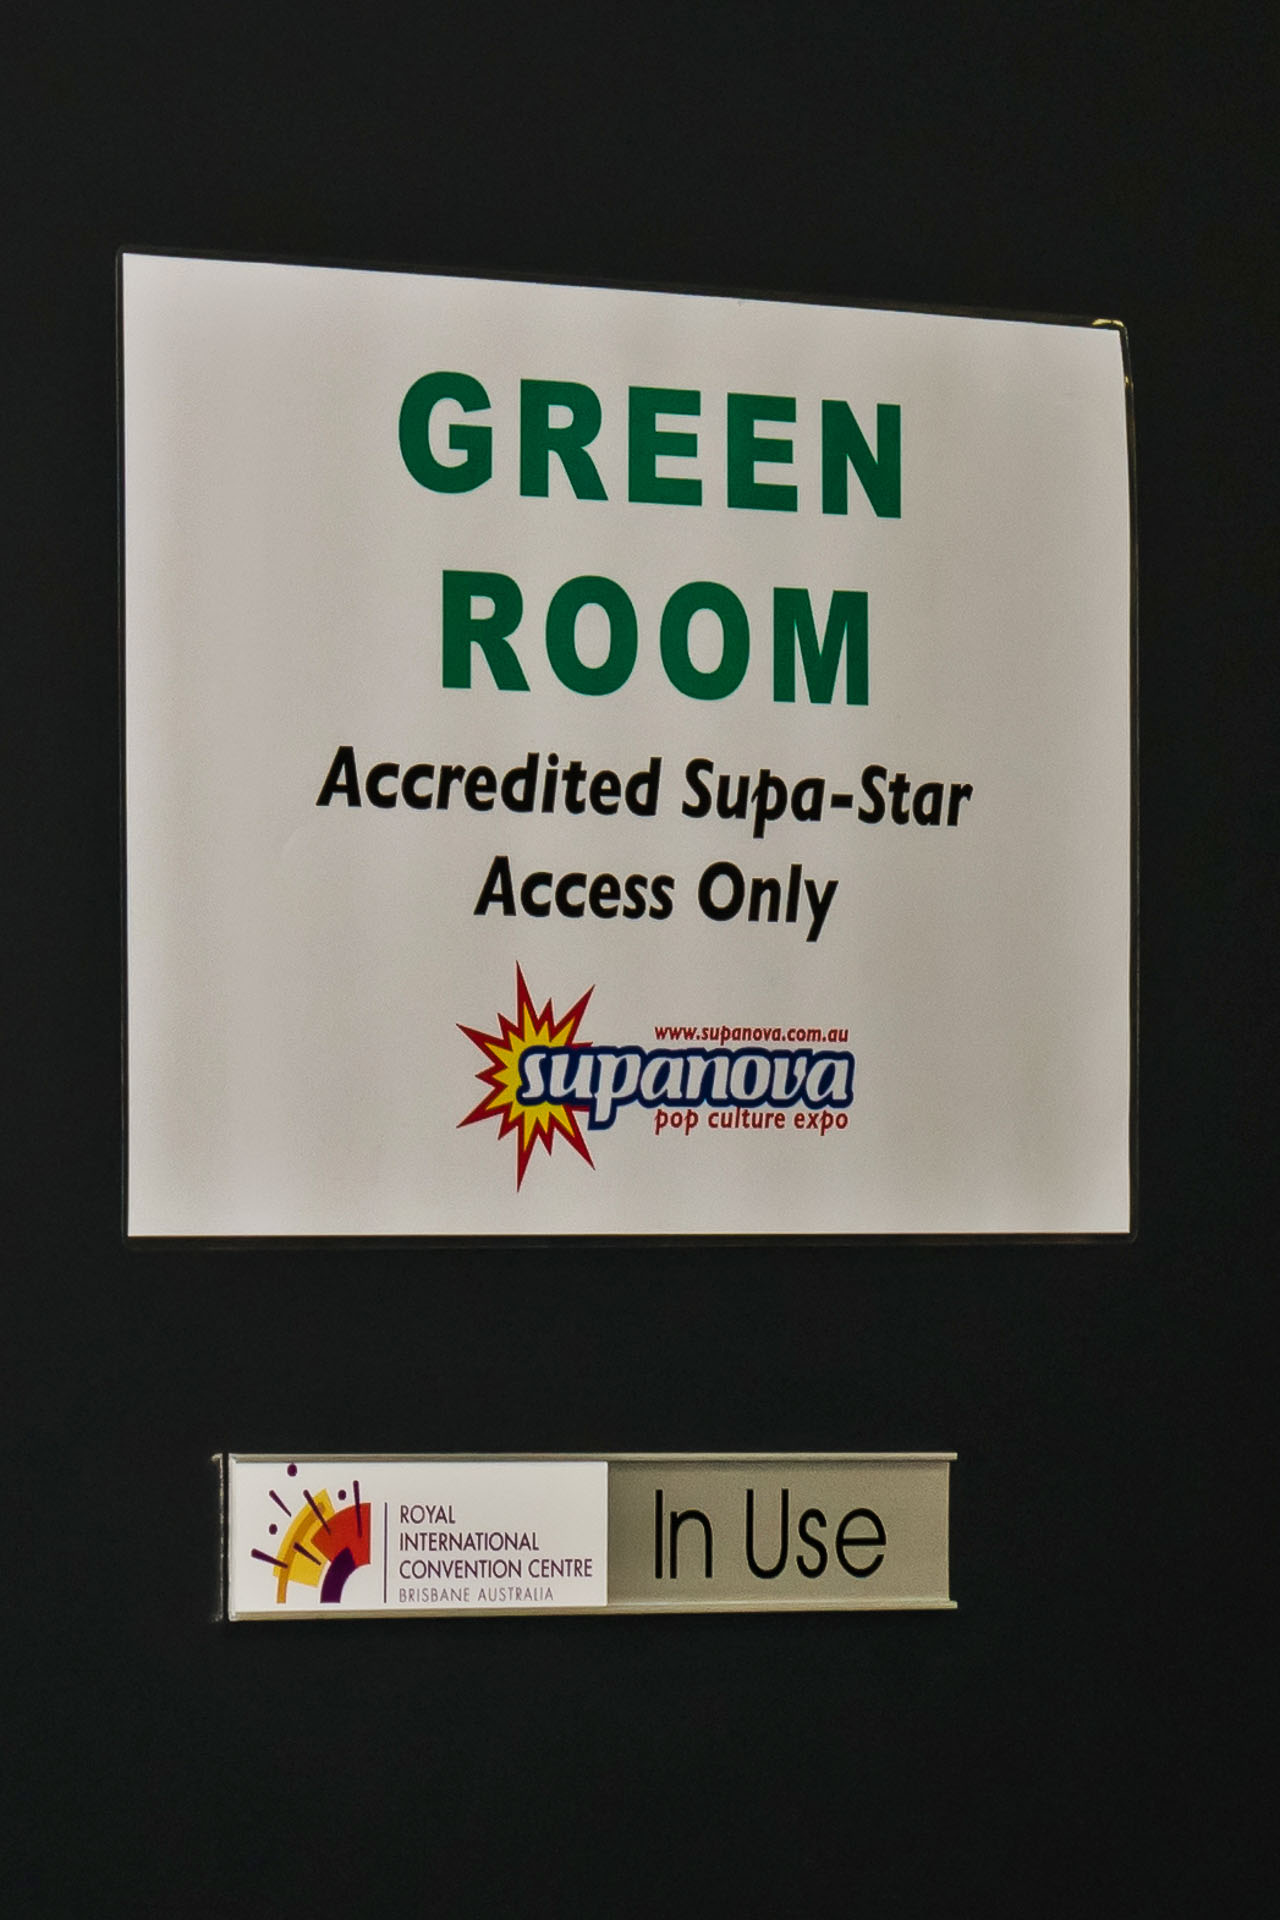 GREEN
ROOM
Accredited Supa-Star
Access Only
www.supanova.com.au
supanova
pop culture expo
ROYAL
INTERNATIONAL
CONVENTION CENTRE
BRISBANE AUSTRALIA
In Use